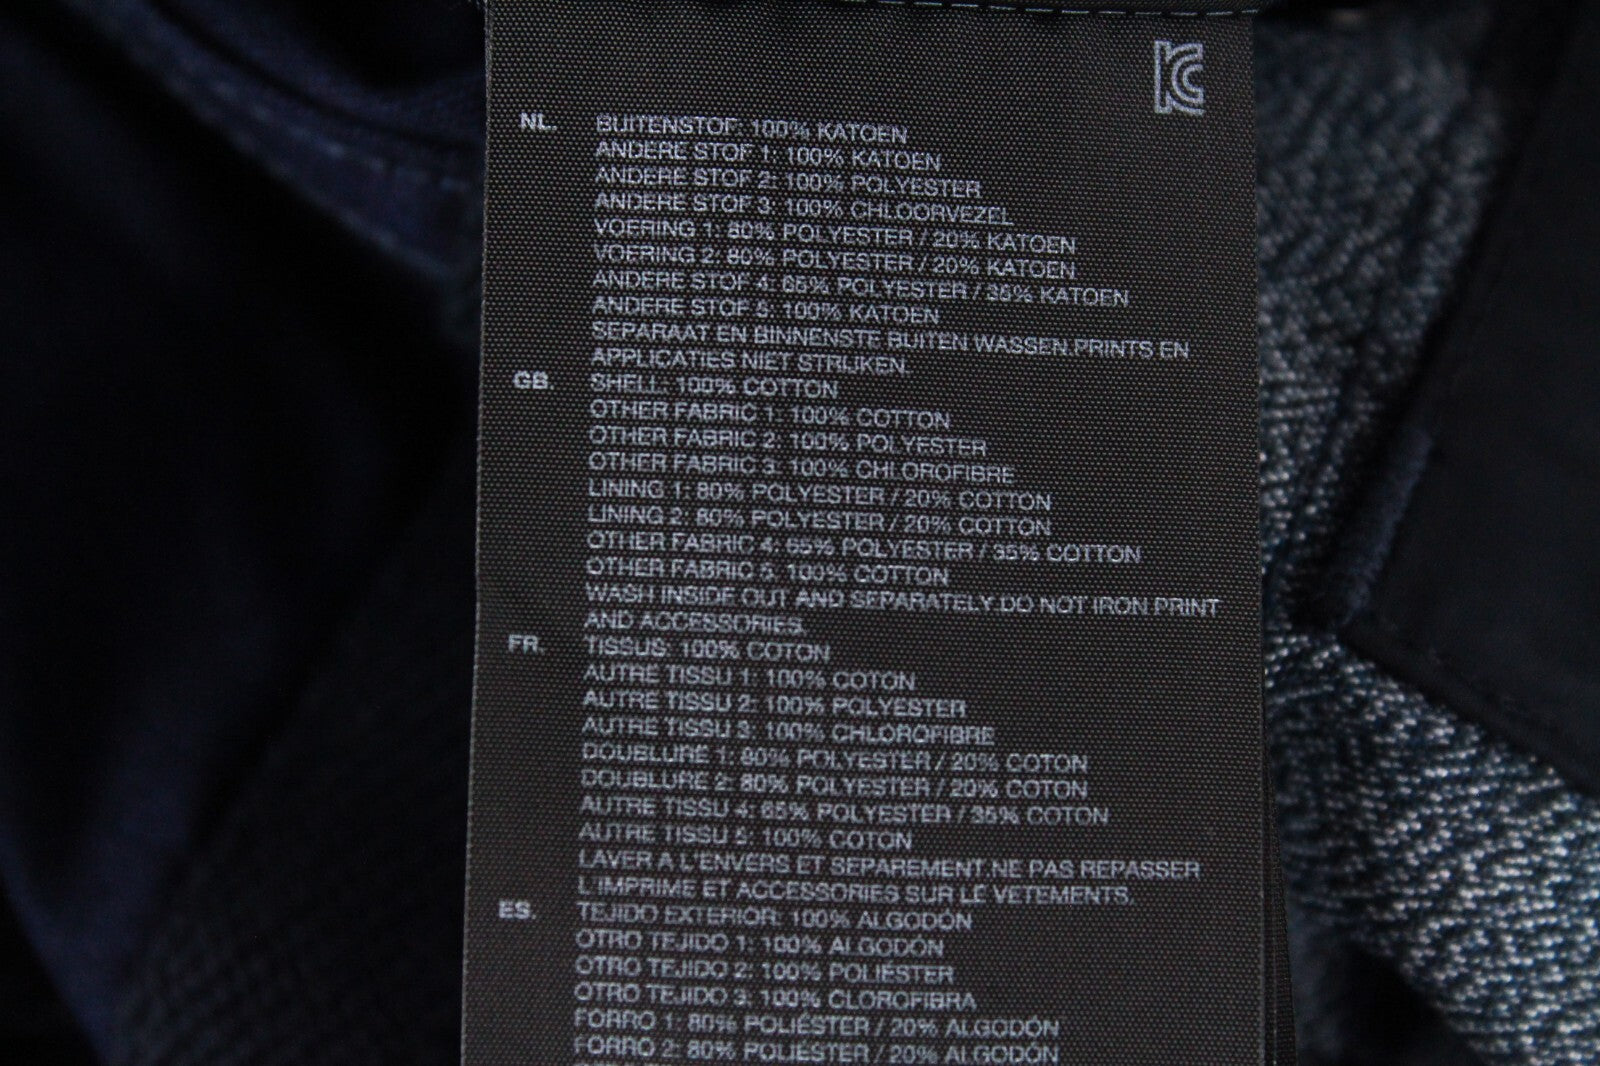 KC
NL. BUITENSTOF: 100% KATOEN
ANDERE STOF 1: 100% KATOEN
ANDERE STOF 2: 100% POLYESTER
ANDERE STOF 3: 100% CHLOORVEZEL
VOERING 1: 80% POLYESTER / 20% KATOEN
VOERING 2: 80% POLYESTER / 20% KATOEN
ANDERE STOF 4: 65% POLYESTER / 35% KATOEN
ANDERE STOF 5: 100% KATOEN
SEPARAAT EN BINNENSTE BUITEN WASSEN.PRINTS EN
APPLICATIES NIET STRIJKEN.
GB. SHELL: 100% COTTON
OTHER FABRIC 1: 100% COTTON
OTHER FABRIC 2: 100% POLYESTER
OTHER FABRIC 3: 100% CHLOROFIBRE
LINING 1: 80% POLYESTER / 20% COTTON
LINING 2: 80% POLYESTER / 20% COTTON
OTHER FABRIC 4: 65% POLYESTER / 35% COTTON
OTHER FABRIC 5: 100% COTTON
WASH INSIDE OUT AND SEPARATELY.DO NOT IRON PRINT
AND ACCESSORIES.
FR. TISSUS: 100% COTON
AUTRE TISSU 1: 100% COTON
AUTRE TISSU 2: 100% POLYESTER
AUTRE TISSU 3: 100% CHLOROFIBRE
DOUBLURE 1: 80% POLYESTER / 20% COTON
DOUBLURE 2: 80% POLYESTER / 20% COTON
AUTRE TISSU 4: 65% POLYESTER / 35% COTON
AUTRE TISSU 5: 100% COTON
LAVER A L'ENVERS ET SEPAREMENT.NE PAS REPASSER
L'IMPRIME ET ACCESSORIES SUR LE VETEMENTS.
ES. TEJIDO EXTERIOR: 100% ALGODÓN
OTRO TEJIDO 1: 100% ALGODÓN
OTRO TEJIDO 2: 100% POLIÉSTER
OTRO TEJIDO 3: 100% CLOROFIBRA
FORRO 1: 80% POLIÉSTER / 20% ALGODÓN
FORRO 2: 80% POLIÉSTER / 20% ALGODÓN